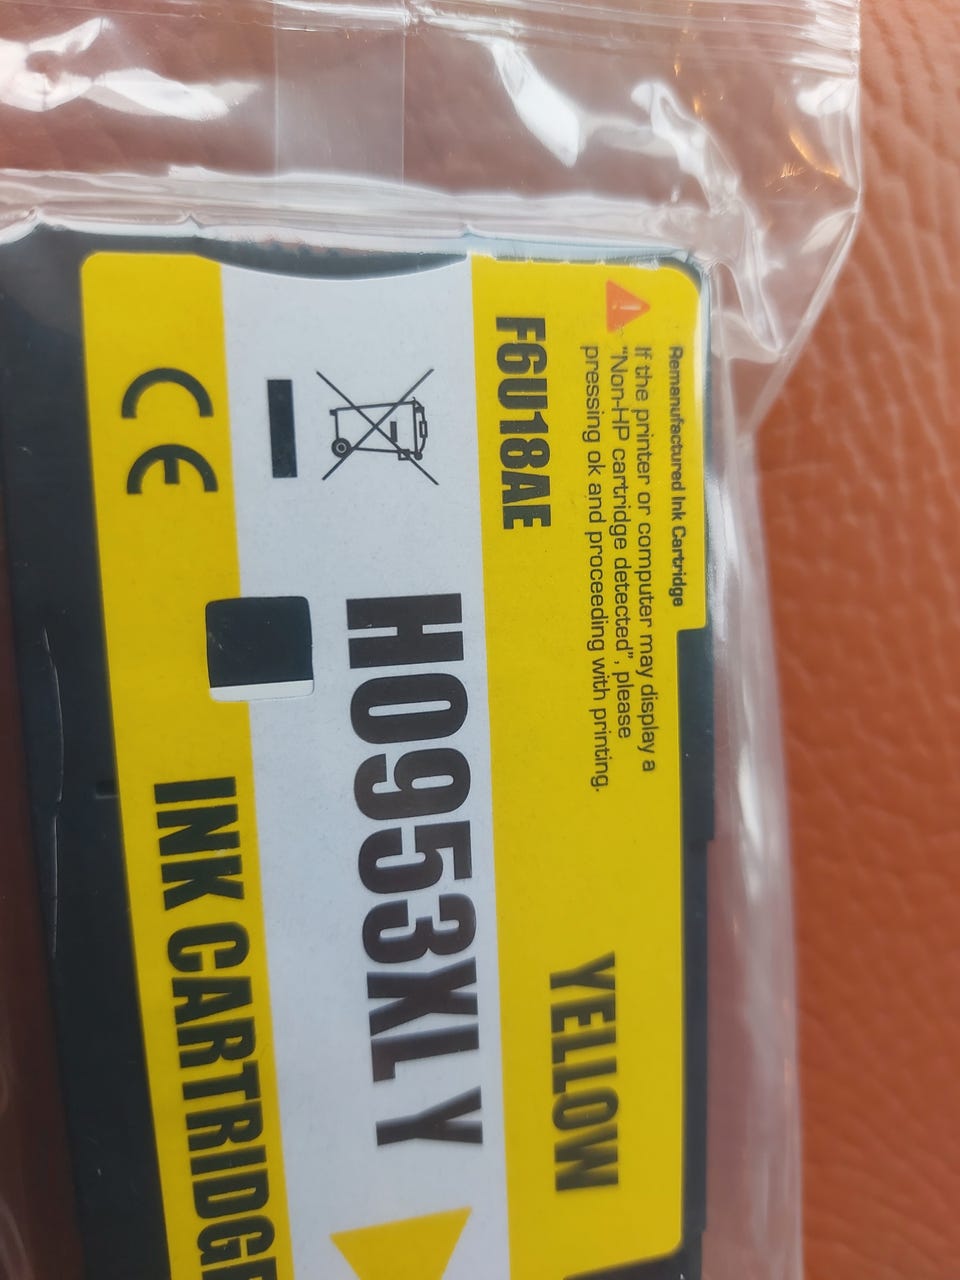 Remanufactured Ink Cartridge
If the printer or computer may display a
"Non-HP cartridge detected", please
pressing ok and proceeding with printing.
F6U18AE
YELLOW
H0953XL Y
CE
INK CARTRIDGE